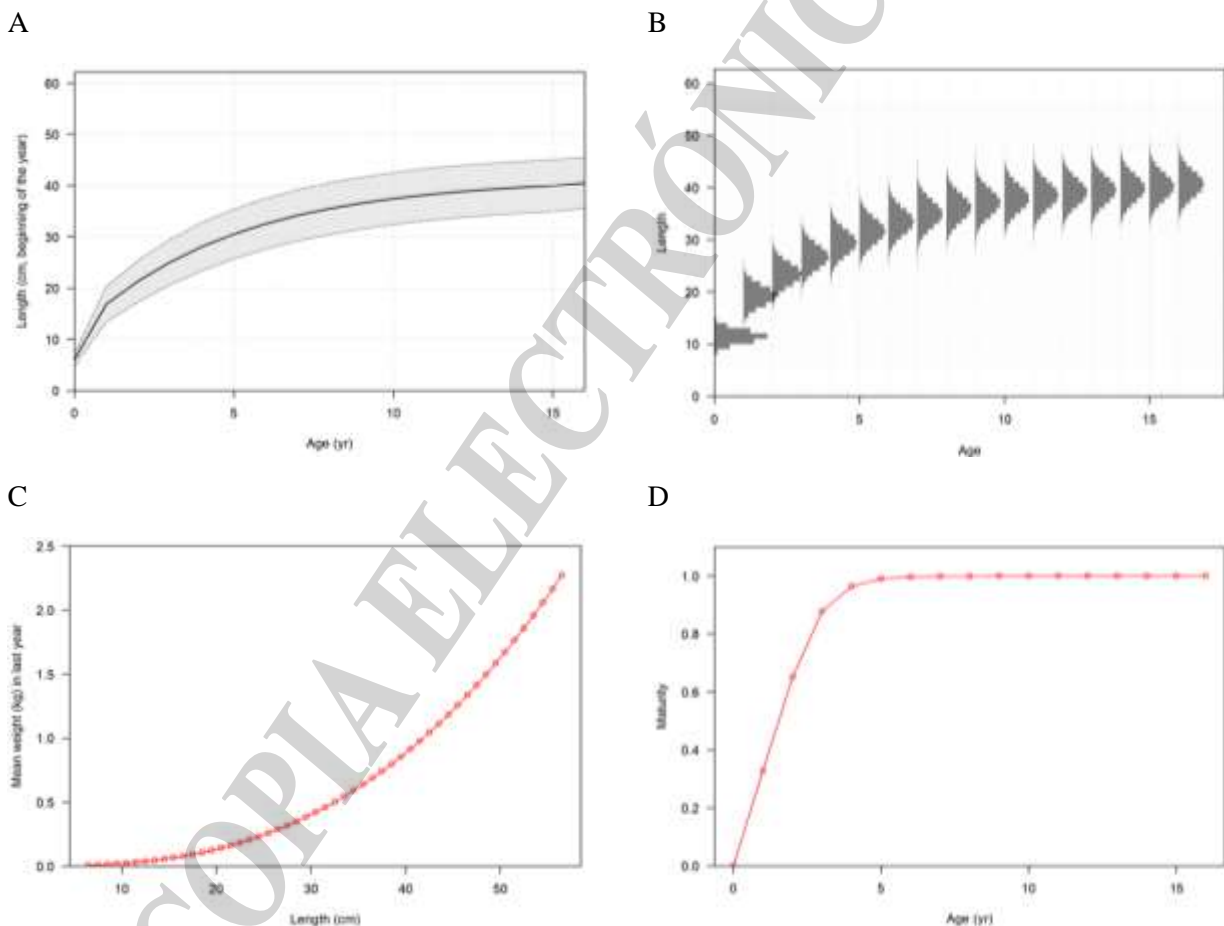 A
B
60
50
40
30
20
10
0
Length (cm, beginning of the year)
0 5 10 15
Age (yr)
60
50
40
30
20
10
0
Length
0 5 10 15
Age
C
D
2.5
2.0
1.5
1.0
0.5
0.0
Mean weight (kg) in last year
10 20 30 40 50
Length (cm)
1.0
0.8
0.6
0.4
0.2
0.0
Maturity
0 5 10 15
Age (yr)
COPIA ELECTRÓNIC